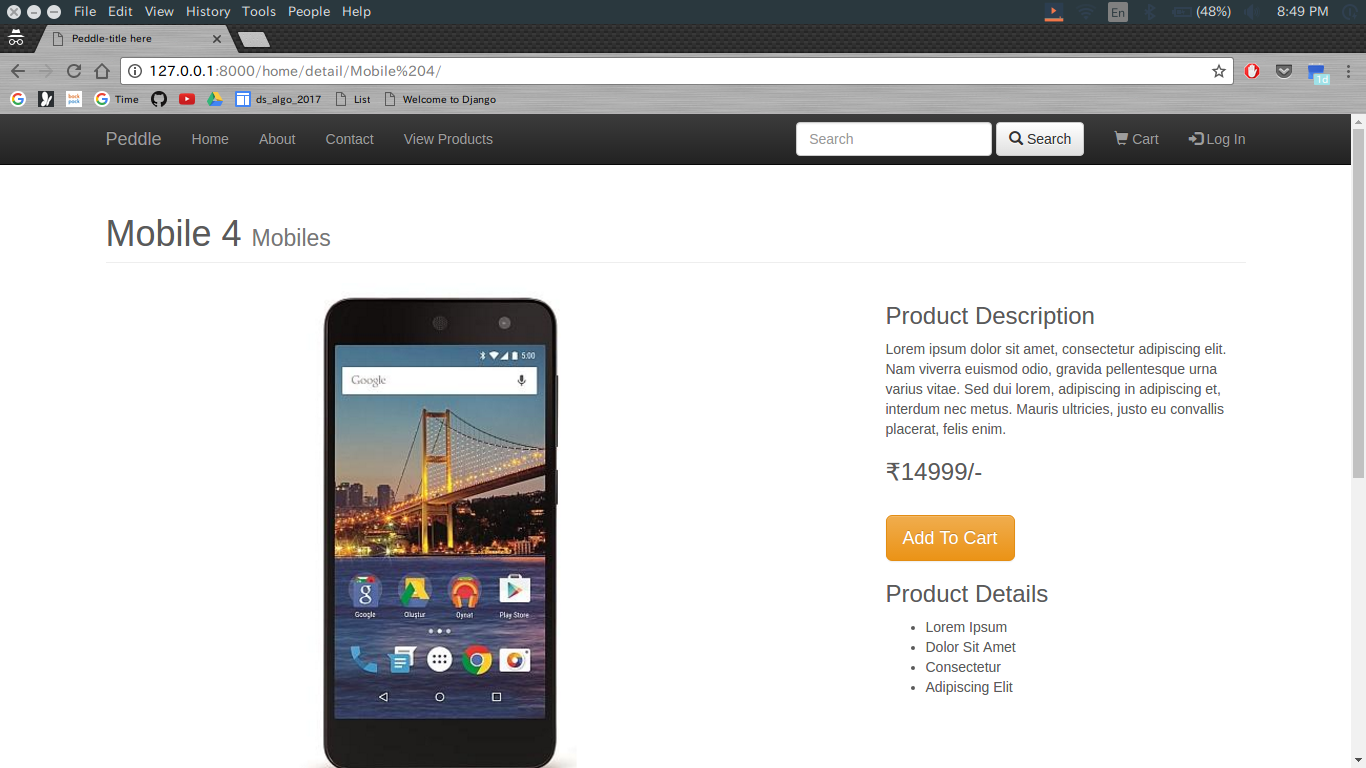 File Edit View History Tools People Help
En (48%) 8:49 PM
Peddle-title here
127.0.0.1:8000/home/detail/Mobile%204/
1d
back pack Time ds_algo_2017 List Welcome to Django
Peddle Home About Contact View Products Search Search Cart Log In
Mobile 4 Mobiles
5:00
Google
Google Oluştur Oynat Play Store
Product Description
Lorem ipsum dolor sit amet, consectetur adipiscing elit.
Nam viverra euismod odio, gravida pellentesque urna
varius vitae. Sed dui lorem, adipiscing in adipiscing et,
interdum nec metus. Mauris ultricies, justo eu convallis
placerat, felis enim.
₹14999/-
Add To Cart
Product Details
Lorem Ipsum
Dolor Sit Amet
Consectetur
Adipiscing Elit